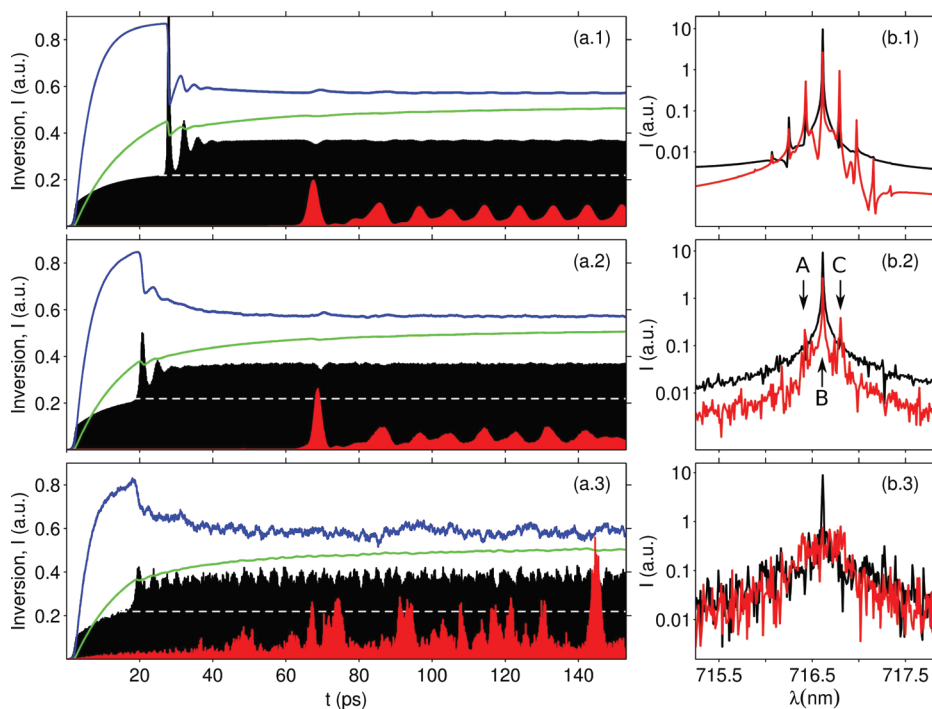 Inversion, I (a.u.)
0.8
0.6
0.4
0.2
(a.1)
I (a.u.)
10
1
0.1
0.01
(b.1)
Inversion, I (a.u.)
0.8
0.6
0.4
0.2
(a.2)
I (a.u.)
10
1
0.1
0.01
A
C
B
(b.2)
Inversion, I (a.u.)
0.8
0.6
0.4
0.2
(a.3)
20
40
60
80
100
120
140
t (ps)
I (a.u.)
10
1
0.1
0.01
(b.3)
715.5
716.5
717.5
λ(nm)